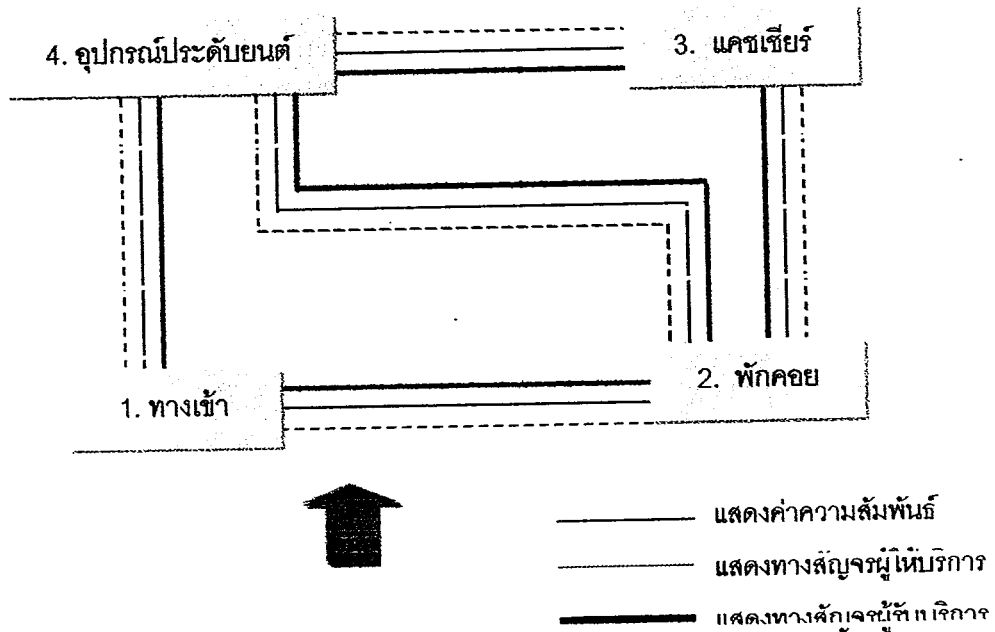 4. อุปกรณ์ประดับยนต์
3. แคชเชียร์
1. ทางเข้า
2. พักคอย
แสดงค่าความสัมพันธ์
แสดงทางสัญจรผู้ให้บริการ
แสดงทางสัญจรผู้รับบริการ